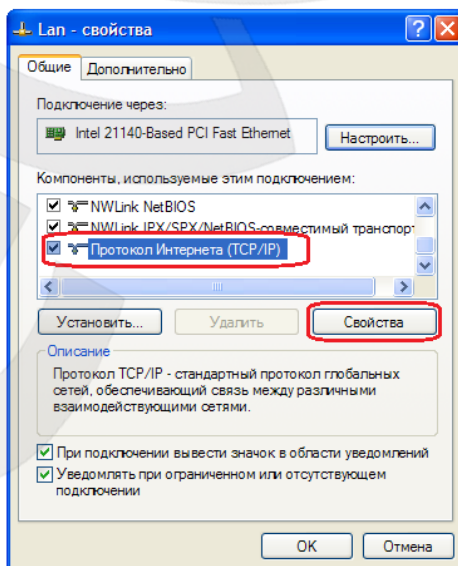 Lan - свойства
Общие
Дополнительно
Подключение через:
Intel 21140-Based PCI Fast Ethernet
Настроить...
Компоненты, используемые этим подключением:
NWLink NetBIOS
NWLink IPX/SPX/NetBIOS-совместимый транспорт
Протокол Интернета (TCP/IP)
Установить...
Удалить
Свойства
Описание
Протокол TCP/IP - стандартный протокол глобальных
сетей, обеспечивающий связь между различными
взаимодействующими сетями.
При подключении вывести значок в области уведомлений
Уведомлять при ограниченном или отсутствующем
подключении
OK
Отмена